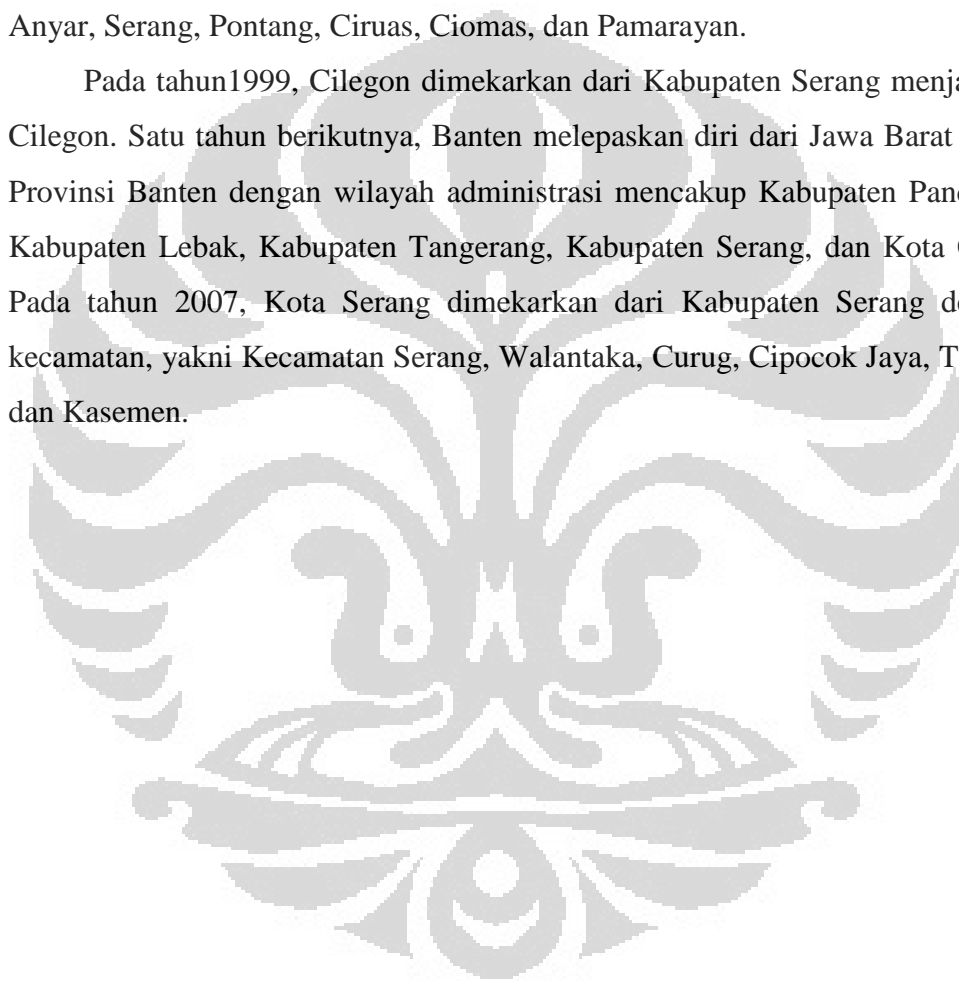 Anyar, Serang, Pontang, Ciruas, Ciomas, dan Pamarayan.
Pada tahun1999, Cilegon dimekarkan dari Kabupaten Serang
Cilegon. Satu tahun berikutnya, Banten melepaskan diri dari Jawa Barat
Provinsi Banten dengan wilayah administrasi mencakup Kabupaten
Kabupaten Lebak, Kabupaten Tangerang, Kabupaten Serang, dan Kota
Pada tahun 2007, Kota Serang dimekarkan dari Kabupaten Serang
kecamatan, yakni Kecamatan Serang, Walantaka, Curug, Cipocok Jaya,
dan Kasemen.